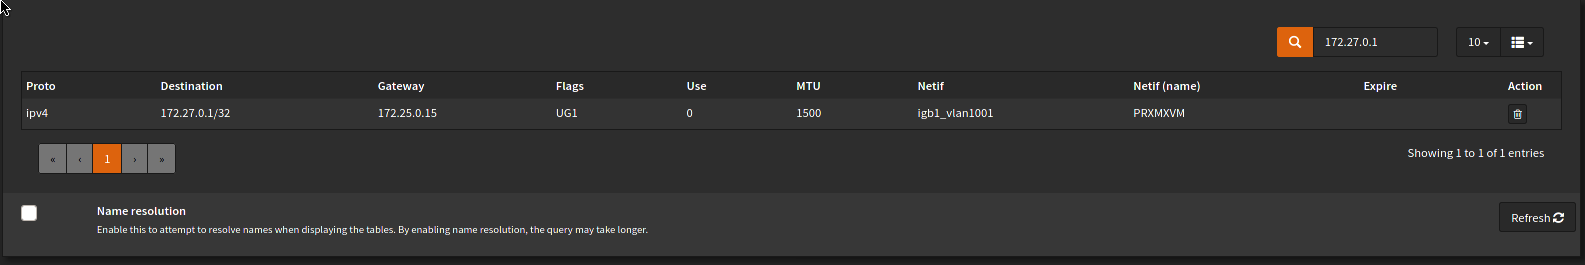 172.27.0.1 10
Proto Destination Gateway Flags Use MTU Netif Netif (name) Expire Action
ipv4 172.27.0.1/32 172.25.0.15 UG1 0 1500 igb1_vlan1001 PRXMXVM
« ‹ 1 › »
Showing 1 to 1 of 1 entries
Name resolution
Enable this to attempt to resolve names when displaying the tables. By enabling name resolution, the query may take longer.
Refresh